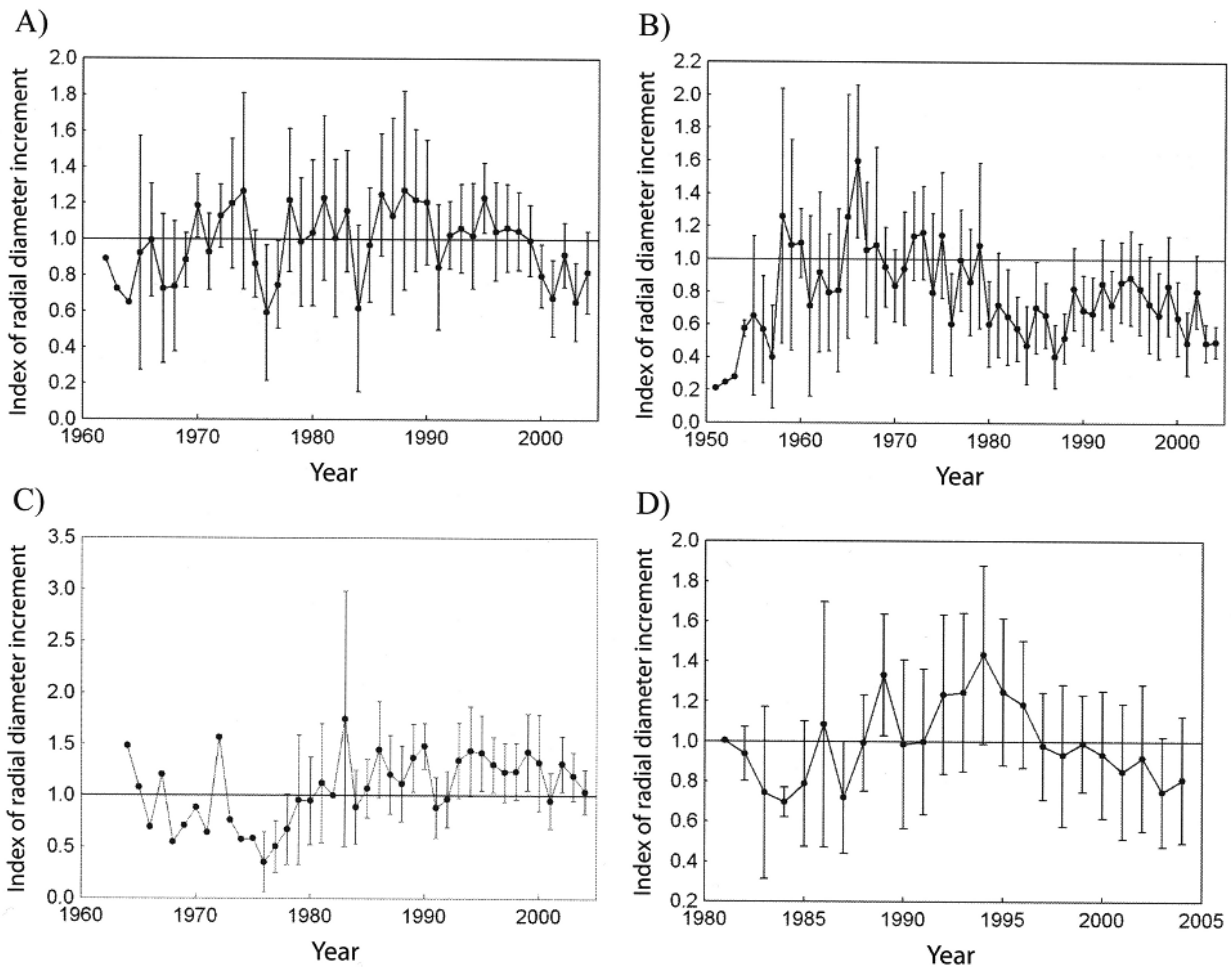 A)
Index of radial diameter increment
2.0
1.8
1.6
1.4
1.2
1.0
0.8
0.6
0.4
0.2
0.0
1960 1970 1980 1990 2000
Year
B)
Index of radial diameter increment
2.2
2.0
1.8
1.6
1.4
1.2
1.0
0.8
0.6
0.4
0.2
0.0
1950 1960 1970 1980 1990 2000
Year
C)
Index of radial diameter increment
3.5
3.0
2.5
2.0
1.5
1.0
0.5
0.0
1960 1970 1980 1990 2000
Year
D)
Index of radial diameter increment
2.0
1.8
1.6
1.4
1.2
1.0
0.8
0.6
0.4
0.2
1980 1985 1990 1995 2000 2005
Year